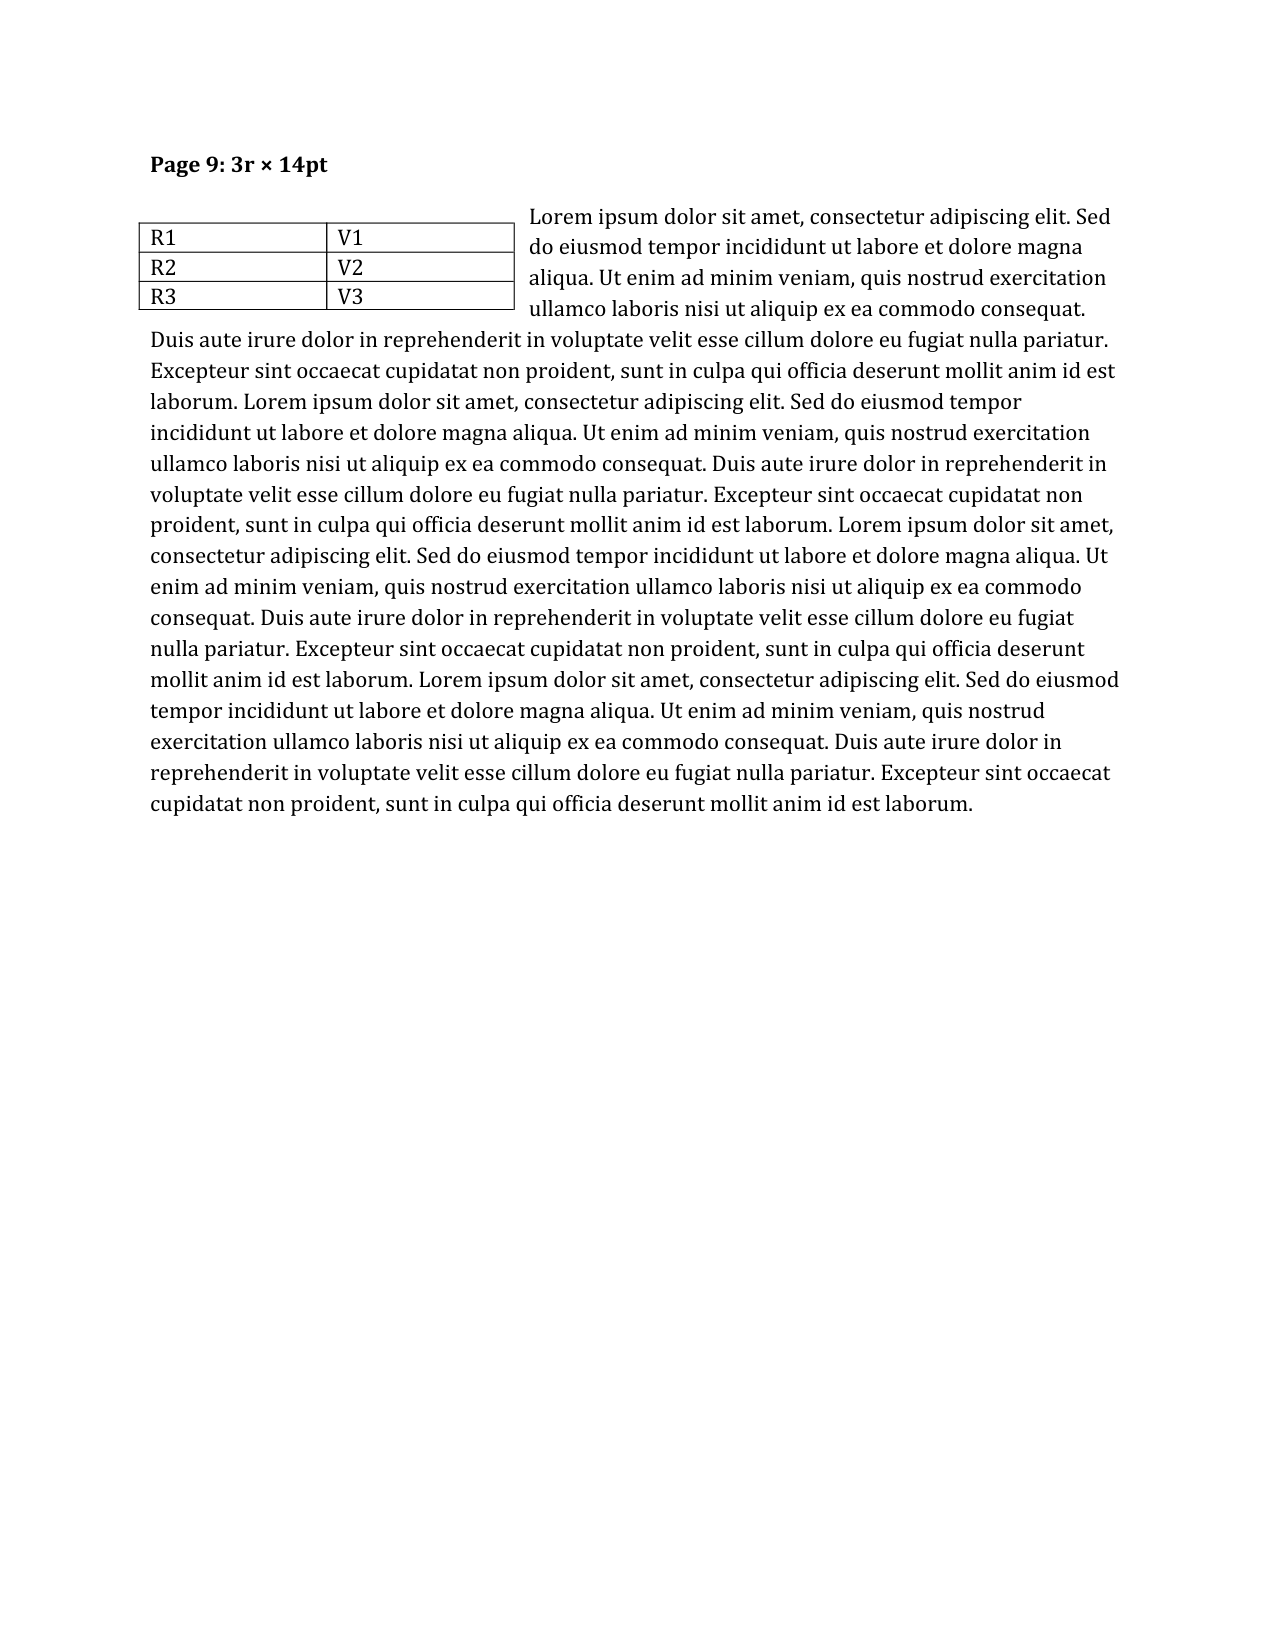 Page 9: 3r × 14pt
R1 V1
R2 V2
R3 V3
Lorem ipsum dolor sit amet, consectetur adipiscing elit. Sed
do eiusmod tempor incididunt ut labore et dolore magna
aliqua. Ut enim ad minim veniam, quis nostrud exercitation
ullamco laboris nisi ut aliquip ex ea commodo consequat.
Duis aute irure dolor in reprehenderit in voluptate velit esse cillum dolore eu fugiat nulla pariatur.
Excepteur sint occaecat cupidatat non proident, sunt in culpa qui officia deserunt mollit anim id est
laborum. Lorem ipsum dolor sit amet, consectetur adipiscing elit. Sed do eiusmod tempor
incididunt ut labore et dolore magna aliqua. Ut enim ad minim veniam, quis nostrud exercitation
ullamco laboris nisi ut aliquip ex ea commodo consequat. Duis aute irure dolor in reprehenderit in
voluptate velit esse cillum dolore eu fugiat nulla pariatur. Excepteur sint occaecat cupidatat non
proident, sunt in culpa qui officia deserunt mollit anim id est laborum. Lorem ipsum dolor sit amet,
consectetur adipiscing elit. Sed do eiusmod tempor incididunt ut labore et dolore magna aliqua. Ut
enim ad minim veniam, quis nostrud exercitation ullamco laboris nisi ut aliquip ex ea commodo
consequat. Duis aute irure dolor in reprehenderit in voluptate velit esse cillum dolore eu fugiat
nulla pariatur. Excepteur sint occaecat cupidatat non proident, sunt in culpa qui officia deserunt
mollit anim id est laborum. Lorem ipsum dolor sit amet, consectetur adipiscing elit. Sed do eiusmod
tempor incididunt ut labore et dolore magna aliqua. Ut enim ad minim veniam, quis nostrud
exercitation ullamco laboris nisi ut aliquip ex ea commodo consequat. Duis aute irure dolor in
reprehenderit in voluptate velit esse cillum dolore eu fugiat nulla pariatur. Excepteur sint occaecat
cupidatat non proident, sunt in culpa qui officia deserunt mollit anim id est laborum.